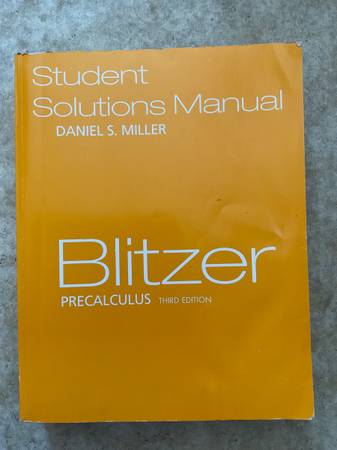 Student
Solutions Manual
DANIEL S. MILLER
Blitzer
PRECALCULUS THIRD EDITION